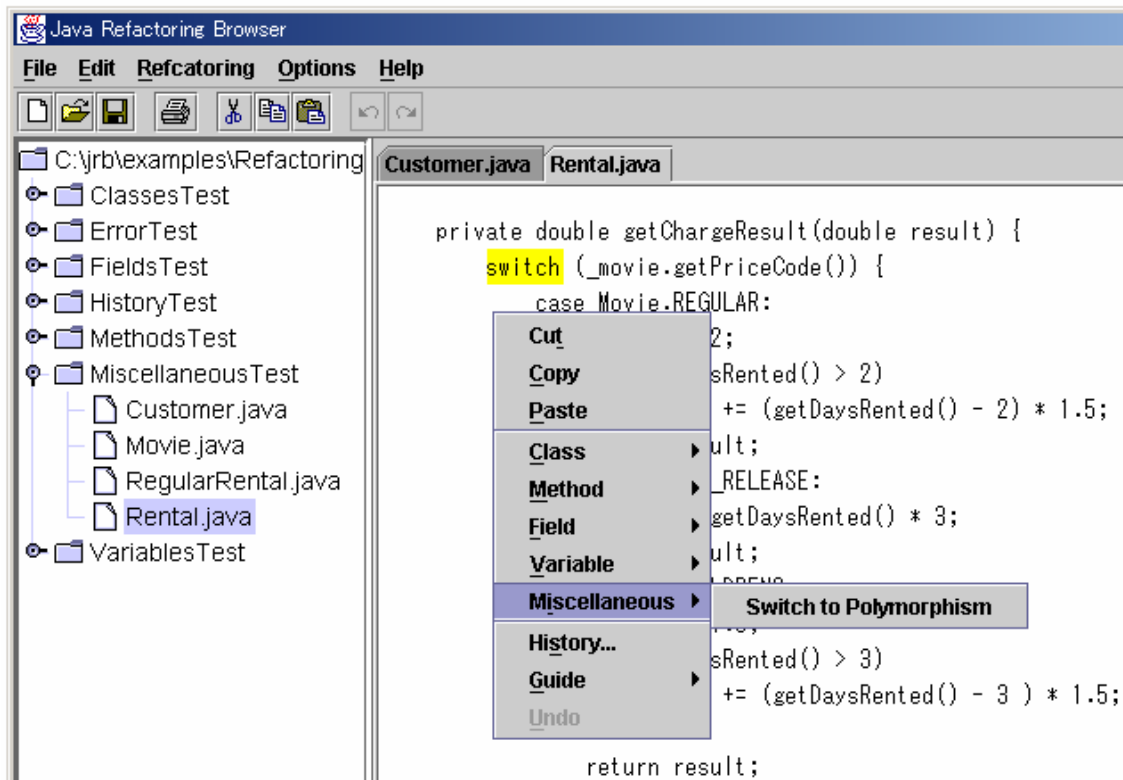 Java Refactoring Browser
File Edit Refcatoring Options Help
C:\jrb\examples\Refactoring
ClassesTest
ErrorTest
FieldsTest
HistoryTest
MethodsTest
MiscellaneousTest
Customer.java
Movie.java
RegularRental.java
Rental.java
VariablesTest
Customer.java Rental.java
private double getChargeResult(double result) {
switch (_movie.getPriceCode()) {
case Movie.REGULAR:
2;
sRented() > 2)
+= (getDaysRented() - 2) * 1.5;
ult;
_RELEASE:
getDaysRented() * 3;
ult;
sRented() > 3)
+= (getDaysRented() - 3 ) * 1.5;
return result;
Cut
Copy
Paste
Class
Method
Field
Variable
Miscellaneous
Switch to Polymorphism
History...
Guide
Undo